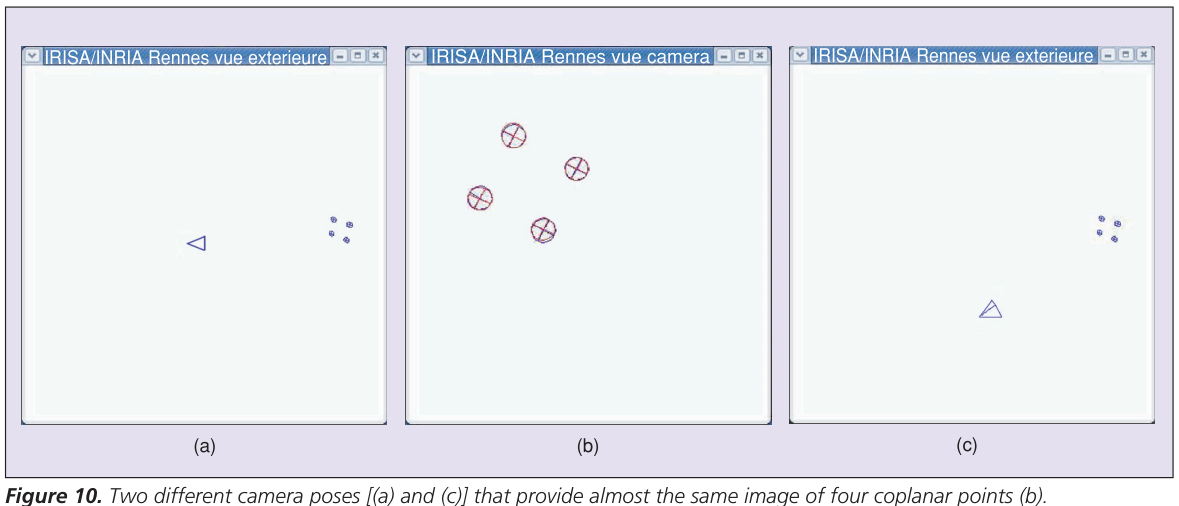 IRISA/INRIA Rennes vue exterieure
IRISA/INRIA Rennes vue camera
IRISA/INRIA Rennes vue exterieure
(a)
(b)
(c)
Figure 10. Two different camera poses [(a) and (c)] that provide almost the same image of four coplanar points (b).